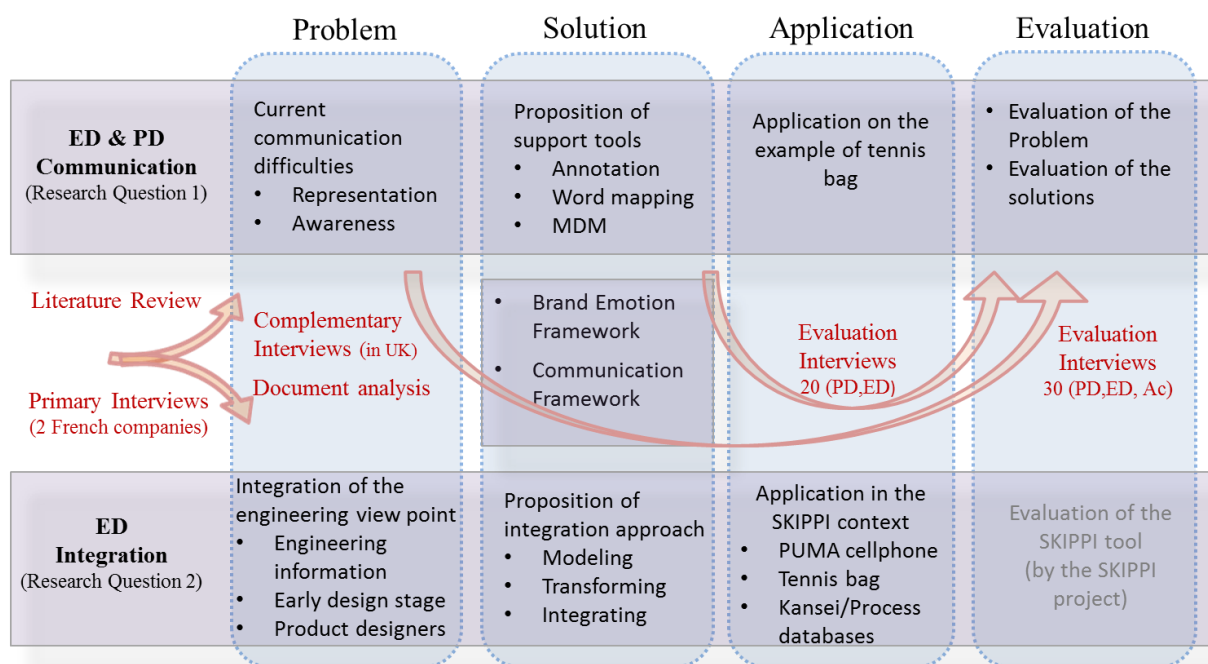 Problem
Solution
Application
Evaluation
ED & PD
Communication
(Research Question 1)
Current
communication
difficulties
• Representation
• Awareness
Proposition of
support tools
• Annotation
• Word mapping
• MDM
Application on the
example of tennis
bag
• Evaluation of the
Problem
• Evaluation of the
solutions
Literature Review
Primary Interviews
(2 French companies)
Complementary
Interviews (in UK)
Document analysis
• Brand Emotion
Framework
• Communication
Framework
Evaluation
Interviews
20 (PD,ED)
Evaluation
Interviews
30 (PD,ED, Ac)
ED
Integration
(Research Question 2)
Integration of the
engineering view point
• Engineering
information
• Early design stage
• Product designers
Proposition of
integration approach
• Modeling
• Transforming
• Integrating
Application in the
SKIPPI context
• PUMA cellphone
• Tennis bag
• Kansei/Process
databases
Evaluation of the
SKIPPI tool
(by the SKIPPI
project)